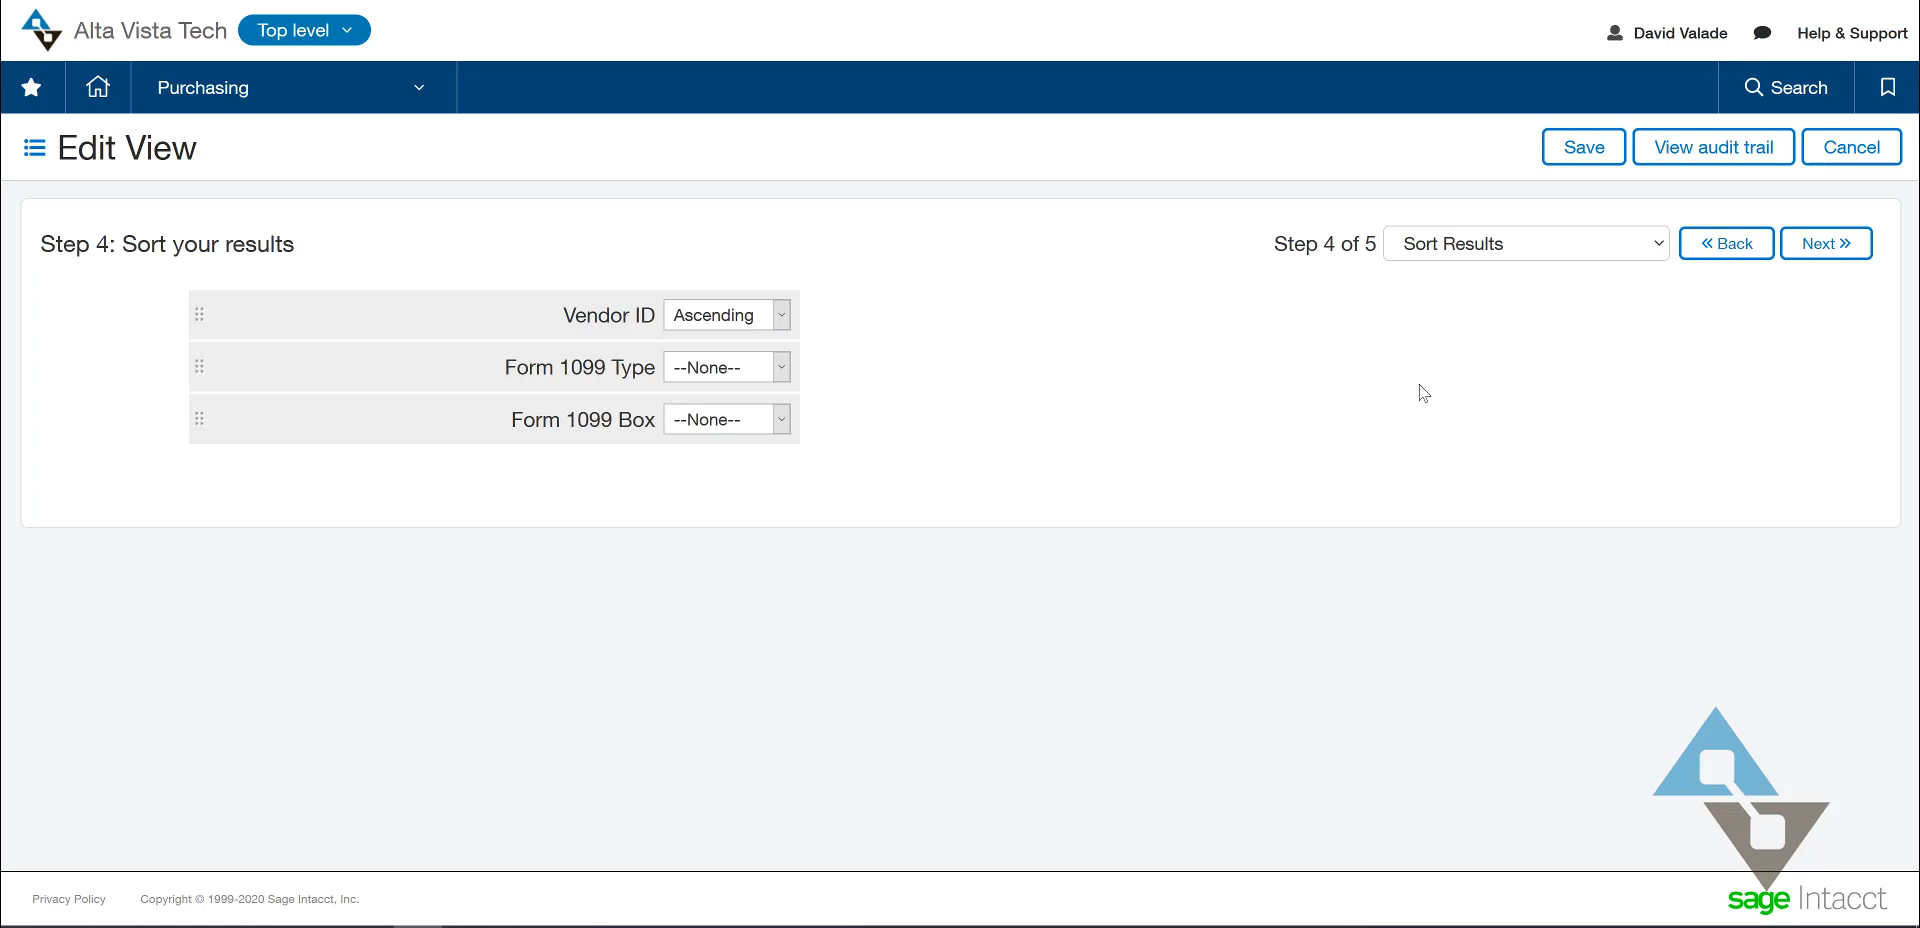 Alta Vista Tech Top level David Valade Help & Support
Purchasing Search
Edit View Save View audit trail Cancel
Step 4: Sort your results Step 4 of 5 Sort Results « Back Next »
Vendor ID Ascending
Form 1099 Type --None--
Form 1099 Box --None--
Privacy Policy Copyright © 1999-2020 Sage Intacct, Inc. sage Intacct